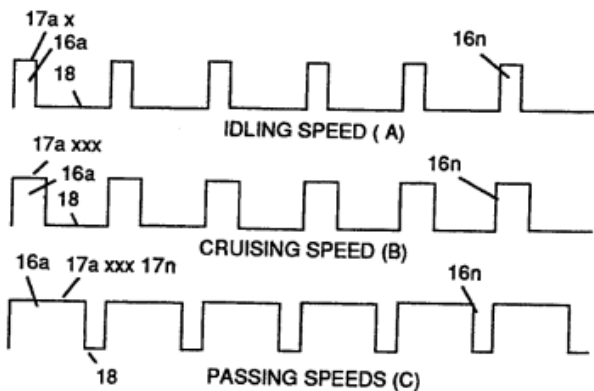 17a x
16a
18
16n
IDLING SPEED ( A)
17a xxx
16a
18
16n
CRUISING SPEED (B)
16a
17a xxx 17n
16n
18
PASSING SPEEDS (C)